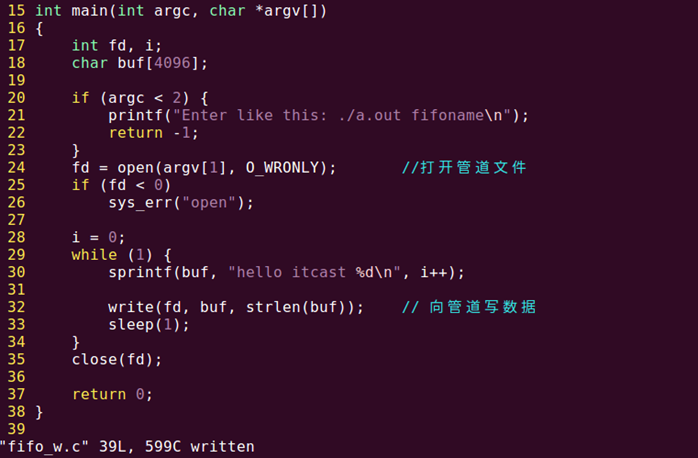 15 int main(int argc, char *argv[])
16 {
17     int fd, i;
18     char buf[4096];
19
20     if (argc < 2) {
21         printf("Enter like this: ./a.out fifoname\n");
22         return -1;
23     }
24     fd = open(argv[1], O_WRONLY);       //打开管道文件
25     if (fd < 0)
26         sys_err("open");
27
28     i = 0;
29     while (1) {
30         sprintf(buf, "hello itcast %d\n", i++);
31
32         write(fd, buf, strlen(buf));    // 向管道写数据
33         sleep(1);
34     }
35     close(fd);
36
37     return 0;
38 }
39
"fifo_w.c" 39L, 599C written